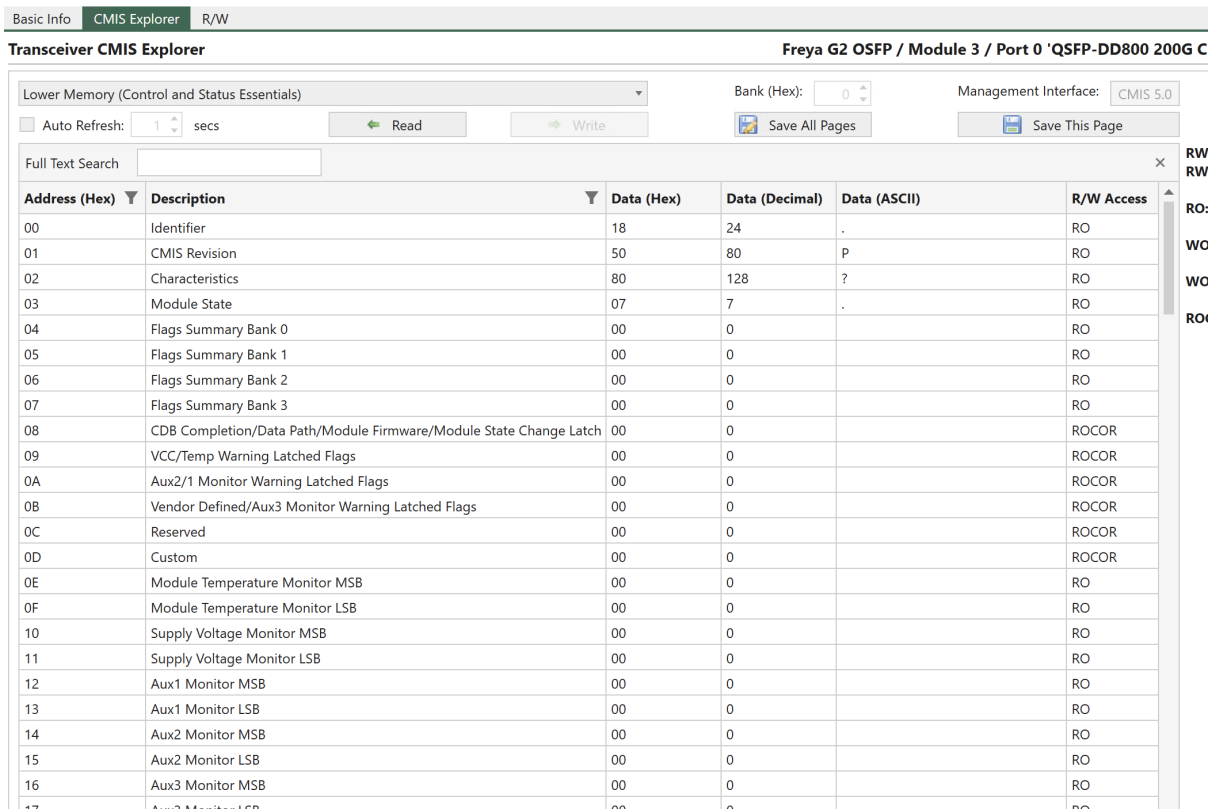 Basic Info CMIS Explorer R/W
Transceiver CMIS Explorer Freya G2 OSFP / Module 3 / Port 0 'QSFP-DD800 200G C
Lower Memory (Control and Status Essentials) Bank (Hex): 0 Management Interface: CMIS 5.0
Auto Refresh: 1 secs Read Write Save All Pages Save This Page
Full Text Search × RW
RW
Address (Hex) Description Data (Hex) Data (Decimal) Data (ASCII) R/W Access RO:
00 Identifier 18 24 . RO
01 CMIS Revision 50 80 P RO WO
02 Characteristics 80 128 ? RO WO
03 Module State 07 7 . RO
04 Flags Summary Bank 0 00 0 RO
05 Flags Summary Bank 1 00 0 RO
06 Flags Summary Bank 2 00 0 RO
07 Flags Summary Bank 3 00 0 RO
08 CDB Completion/Data Path/Module Firmware/Module State Change Latch 00 0 ROCOR
09 VCC/Temp Warning Latched Flags 00 0 ROCOR
0A Aux2/1 Monitor Warning Latched Flags 00 0 ROCOR
0B Vendor Defined/Aux3 Monitor Warning Latched Flags 00 0 ROCOR
0C Reserved 00 0 ROCOR
0D Custom 00 0 ROCOR
0E Module Temperature Monitor MSB 00 0 RO
0F Module Temperature Monitor LSB 00 0 RO
10 Supply Voltage Monitor MSB 00 0 RO
11 Supply Voltage Monitor LSB 00 0 RO
12 Aux1 Monitor MSB 00 0 RO
13 Aux1 Monitor LSB 00 0 RO
14 Aux2 Monitor MSB 00 0 RO
15 Aux2 Monitor LSB 00 0 RO
16 Aux3 Monitor MSB 00 0 RO